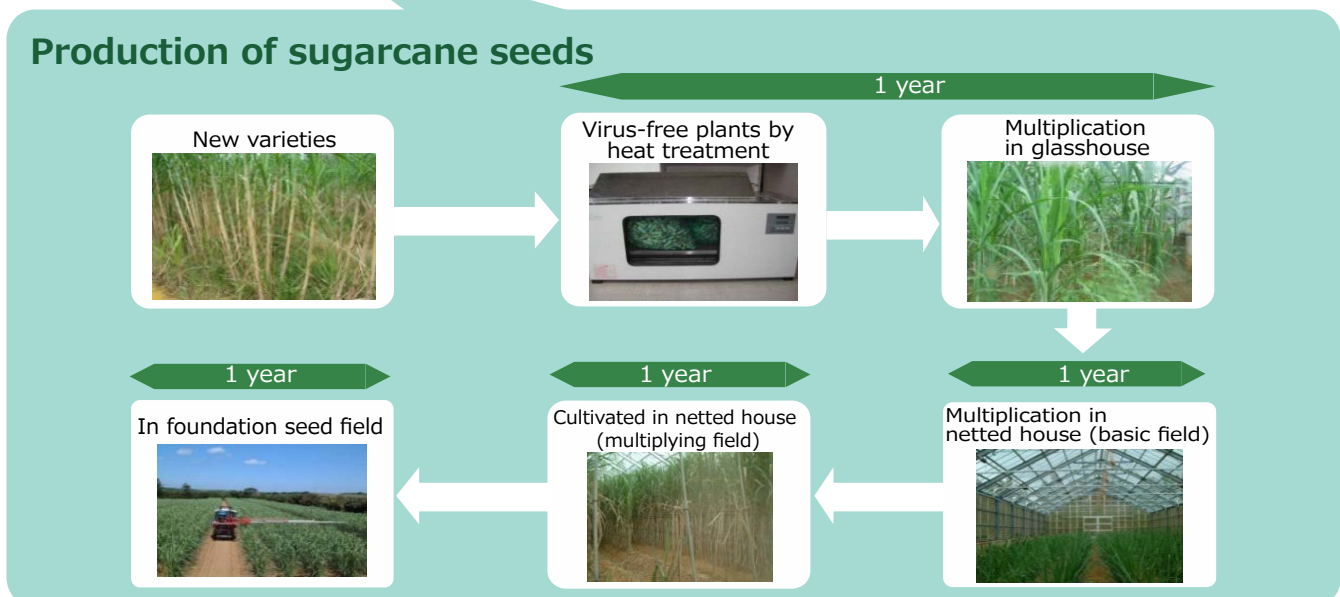 Production of sugarcane seeds
1 year
New varieties
Virus-free plants by
heat treatment
Multiplication
in glasshouse
1 year
1 year
1 year
In foundation seed field
Cultivated in netted house
(multiplying field)
Multiplication in
netted house (basic field)